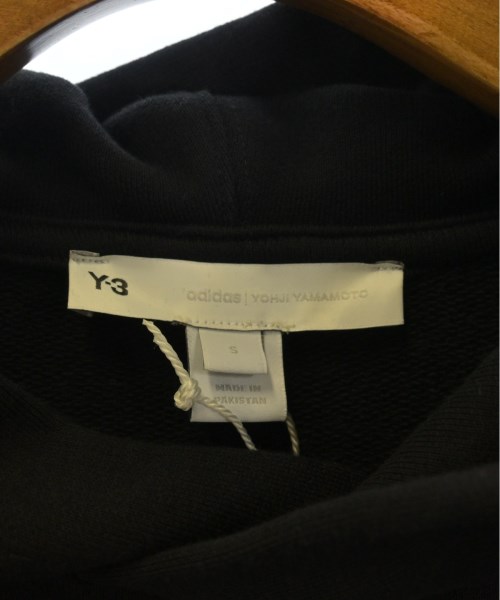 Y-3 adidas | YOHJI YAMAMOTO
S
MADE IN
PAKISTAN